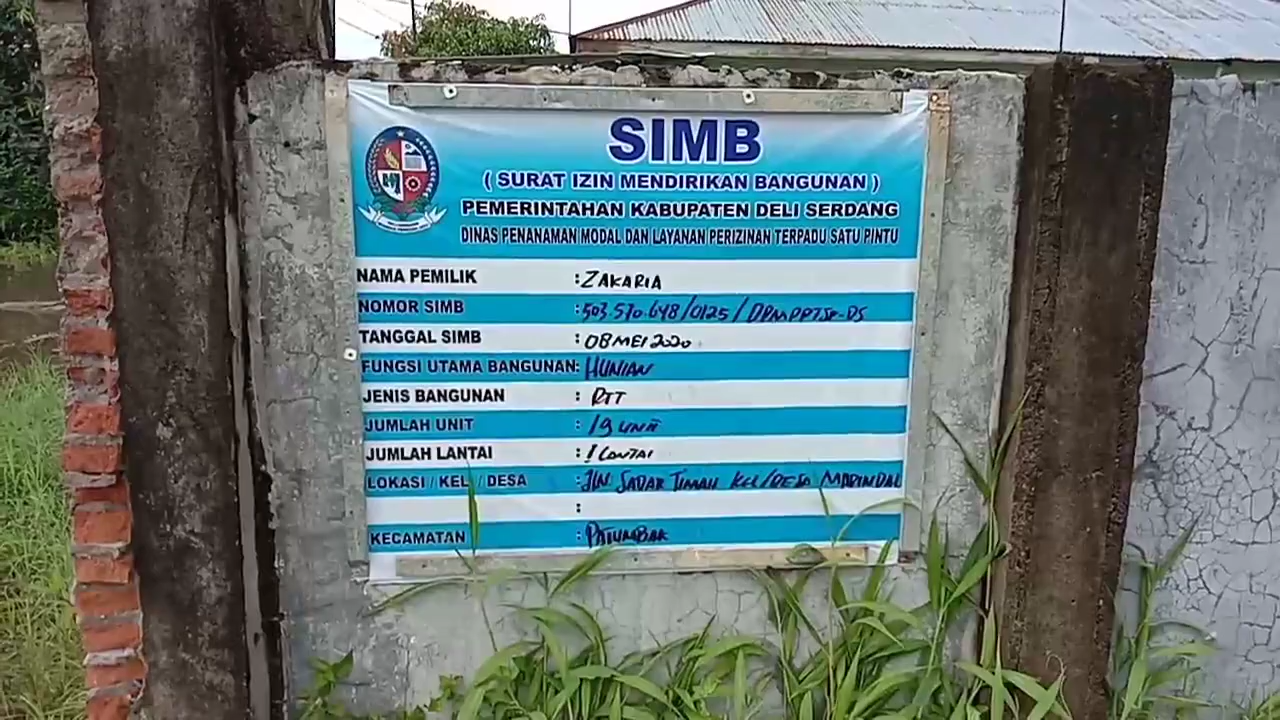 SIMB
( SURAT IZIN MENDIRIKAN BANGUNAN )
PEMERINTAHAN KABUPATEN DELI SERDANG
DINAS PENANAMAN MODAL DAN LAYANAN PERIZINAN TERPADU SATU PINTU
NAMA PEMILIK : ZAKARIA
NOMOR SIMB : 503.570.648/0125/DPMPPTSP-DS
TANGGAL SIMB : 08 MEI 2020
FUNGSI UTAMA BANGUNAN: HUNIAN
JENIS BANGUNAN : RTT
JUMLAH UNIT : 19 UNIT
JUMLAH LANTAI : 1 LANTAI
LOKASI / KEL / DESA : JLN SADAR TIMAH KEL/DESA MARINDAL
:
KECAMATAN : PATUMBAK